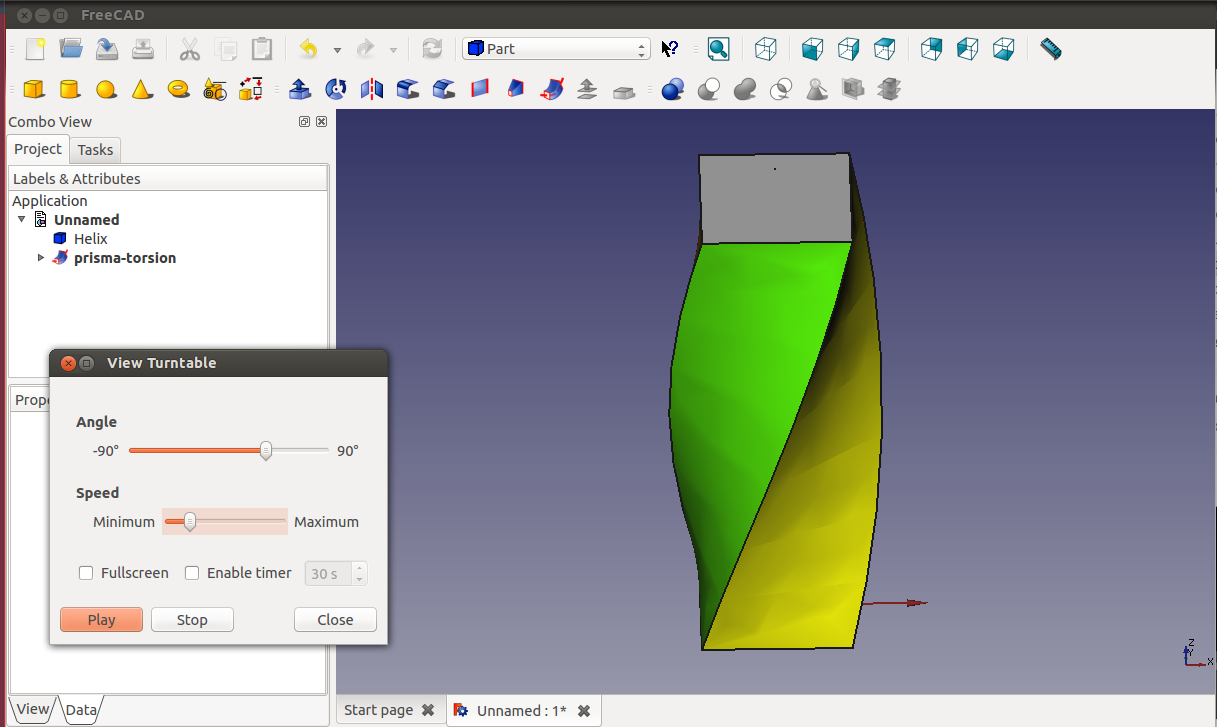 FreeCAD
Part
Combo View
Project
Tasks
Labels & Attributes
Application
Unnamed
Helix
prisma-torsion
View Turntable
Angle
-90°
90°
Speed
Minimum
Maximum
Fullscreen
Enable timer
30 s
Play
Stop
Close
View
Data
Start page
Unnamed : 1*
Z
Y
X